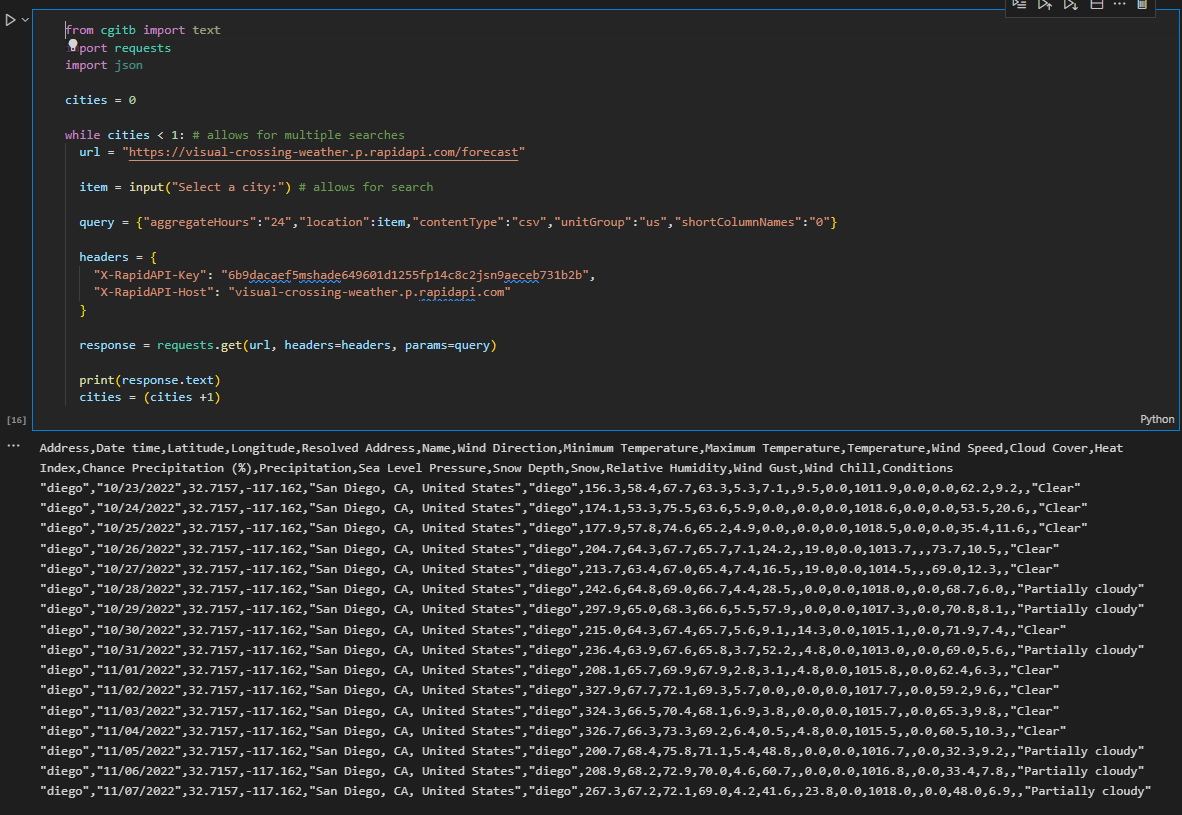 from cgitb import text
import requests
import json
cities = 0
while cities < 1: # allows for multiple searches
url = "https://visual-crossing-weather.p.rapidapi.com/forecast"
item = input("Select a city:") # allows for search
query = {"aggregateHours":"24","location":item,"contentType":"csv","unitGroup":"us","shortColumnNames":"0"}
headers = {
"X-RapidAPI-Key": "6b9dacaef5mshade649601d1255fp14c8c2jsn9aeceb731b2b",
"X-RapidAPI-Host": "visual-crossing-weather.p.rapidapi.com"
}
response = requests.get(url, headers=headers, params=query)
print(response.text)
cities = (cities +1)
[16]
Python
Address,Date time,Latitude,Longitude,Resolved Address,Name,Wind Direction,Minimum Temperature,Maximum Temperature,Temperature,Wind Speed,Cloud Cover,Heat
Index,Chance Precipitation (%),Precipitation,Sea Level Pressure,Snow Depth,Snow,Relative Humidity,Wind Gust,Wind Chill,Conditions
"diego","10/23/2022",32.7157,-117.162,"San Diego, CA, United States","diego",156.3,58.4,67.7,63.3,5.3,7.1,,9.5,0.0,1011.9,0.0,0.0,62.2,9.2,,"Clear"
"diego","10/24/2022",32.7157,-117.162,"San Diego, CA, United States","diego",174.1,53.3,75.5,63.6,5.9,0.0,,0.0,0.0,1018.6,0.0,0.0,53.5,20.6,,"Clear"
"diego","10/25/2022",32.7157,-117.162,"San Diego, CA, United States","diego",177.9,57.8,74.6,65.2,4.9,0.0,,0.0,0.0,1018.5,0.0,0.0,35.4,11.6,,"Clear"
"diego","10/26/2022",32.7157,-117.162,"San Diego, CA, United States","diego",204.7,64.3,67.7,65.7,7.1,24.2,,19.0,0.0,1013.7,,,73.7,10.5,,"Clear"
"diego","10/27/2022",32.7157,-117.162,"San Diego, CA, United States","diego",213.7,63.4,67.0,65.4,7.4,16.5,,19.0,0.0,1014.5,,,69.0,12.3,,"Clear"
"diego","10/28/2022",32.7157,-117.162,"San Diego, CA, United States","diego",242.6,64.8,69.0,66.7,4.4,28.5,,0.0,0.0,1018.0,,0.0,68.7,6.0,,"Partially cloudy"
"diego","10/29/2022",32.7157,-117.162,"San Diego, CA, United States","diego",297.9,65.0,68.3,66.6,5.5,57.9,,0.0,0.0,1017.3,,0.0,70.8,8.1,,"Partially cloudy"
"diego","10/30/2022",32.7157,-117.162,"San Diego, CA, United States","diego",215.0,64.3,67.4,65.7,5.6,9.1,,14.3,0.0,1015.1,,0.0,71.9,7.4,,"Clear"
"diego","10/31/2022",32.7157,-117.162,"San Diego, CA, United States","diego",236.4,63.9,67.6,65.8,3.7,52.2,,4.8,0.0,1013.0,,0.0,69.0,5.6,,"Partially cloudy"
"diego","11/01/2022",32.7157,-117.162,"San Diego, CA, United States","diego",208.1,65.7,69.9,67.9,2.8,3.1,,4.8,0.0,1015.8,,0.0,62.4,6.3,,"Clear"
"diego","11/02/2022",32.7157,-117.162,"San Diego, CA, United States","diego",327.9,67.7,72.1,69.3,5.7,0.0,,0.0,0.0,1017.7,,0.0,59.2,9.6,,"Clear"
"diego","11/03/2022",32.7157,-117.162,"San Diego, CA, United States","diego",324.3,66.5,70.4,68.1,6.9,3.8,,0.0,0.0,1015.7,,0.0,65.3,9.8,,"Clear"
"diego","11/04/2022",32.7157,-117.162,"San Diego, CA, United States","diego",326.7,66.3,73.3,69.2,6.4,0.5,,4.8,0.0,1015.5,,0.0,60.5,10.3,,"Clear"
"diego","11/05/2022",32.7157,-117.162,"San Diego, CA, United States","diego",200.7,68.4,75.8,71.1,5.4,48.8,,0.0,0.0,1016.7,,0.0,32.3,9.2,,"Partially cloudy"
"diego","11/06/2022",32.7157,-117.162,"San Diego, CA, United States","diego",208.9,68.2,72.9,70.0,4.6,60.7,,0.0,0.0,1016.8,,0.0,33.4,7.8,,"Partially cloudy"
"diego","11/07/2022",32.7157,-117.162,"San Diego, CA, United States","diego",267.3,67.2,72.1,69.0,4.2,41.6,,23.8,0.0,1018.0,,0.0,48.0,6.9,,"Partially cloudy"